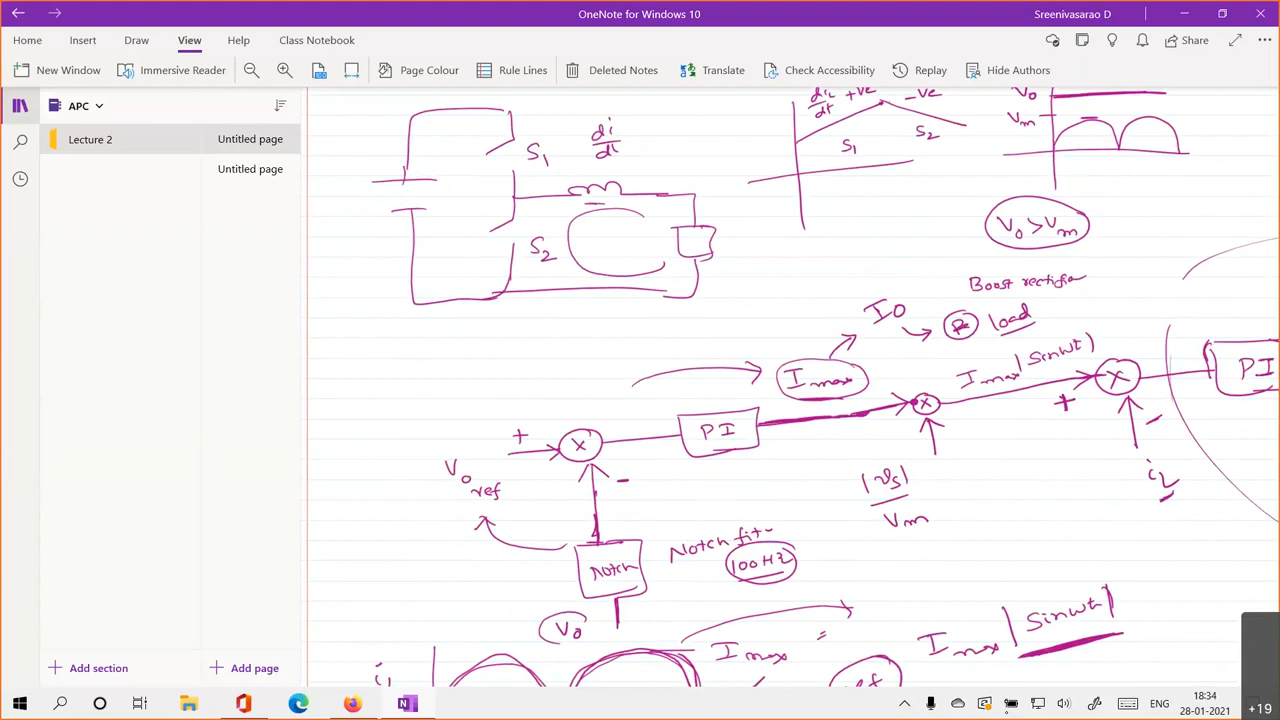 OneNote for Windows 10
Sreenivasarao D
Home Insert Draw View Help Class Notebook
Share
New Window Immersive Reader Page Colour Rule Lines Deleted Notes Translate Check Accessibility Replay Hide Authors
APC
Lecture 2
Untitled page
Untitled page
S1
di/dt
S2
diL/dt +ve
-ve
S1
S2
Vo
Vm
Vo > Vm
Boost rectifier
Io
R load
Imax
Imax |Sinωt|
+
-
iL
PI
PI
+
-
Vo ref
|vs|
Vm
Notch
Notch filt
100HZ
Vo
Imax
=
Imax |Sinωt|
ref
Add section
Add page
ENG
18:34
28-01-2021
+19